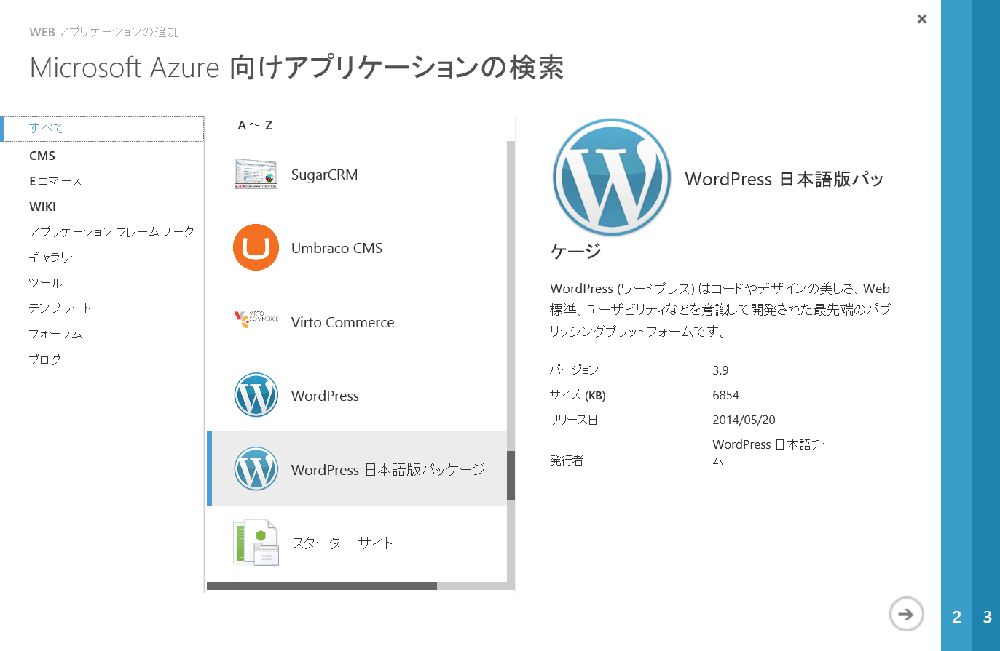 WEB アプリケーションの追加
Microsoft Azure 向けアプリケーションの検索
すべて
CMS
E コマース
WIKI
アプリケーション フレームワーク
ギャラリー
ツール
テンプレート
フォーラム
ブログ
A ～ Z
SugarCRM
Umbraco CMS
VIRTO
COMMERCE
Virto Commerce
WordPress
WordPress 日本語版パッケージ
スターター サイト
WordPress 日本語版パッ
ケージ
WordPress (ワードプレス) はコードやデザインの美しさ、Web
標準、ユーザビリティなどを意識して開発された最先端のパブ
リッシングプラットフォームです。
バージョン 3.9
サイズ (KB) 6854
リリース日 2014/05/20
発行者 WordPress 日本語チー
ム
2 3